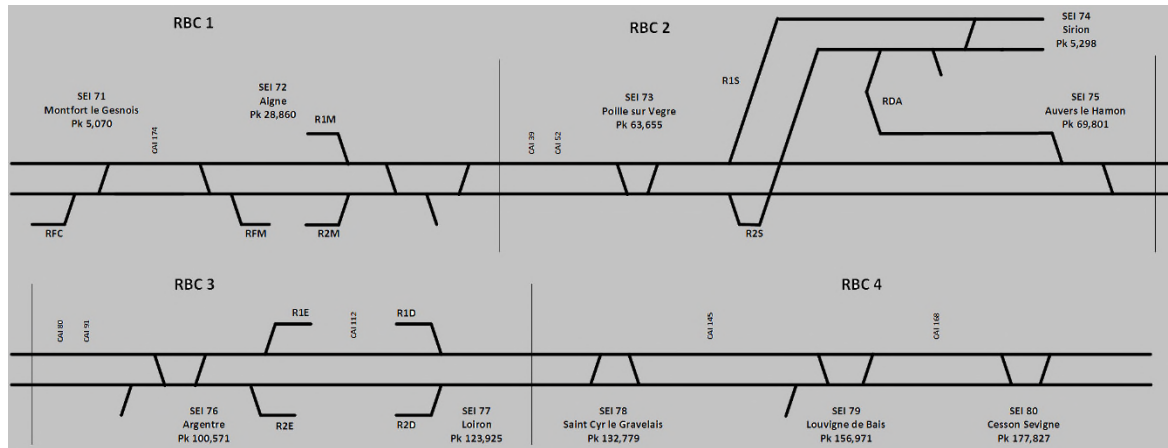 RBC 1
RBC 2
SEI 74
Sirion
Pk 5,298
SEI 71
Montfort le Gesnois
Pk 5,070
CAI 174
SEI 72
Aigne
Pk 28,860
R1M
CAI 39
CAI 52
SEI 73
Poille sur Vegre
Pk 63,655
R1S
RDA
SEI 75
Auvers le Hamon
Pk 69,801
RFC
RFM
R2M
R2S
RBC 3
RBC 4
CAI 80
CAI 91
R1E
CAI 112
R1D
CAI 145
CAI 168
SEI 76
Argentre
Pk 100,571
R2E
R2D
SEI 77
Loiron
Pk 123,925
SEI 78
Saint Cyr le Gravelais
Pk 132,779
SEI 79
Louvigne de Bais
Pk 156,971
SEI 80
Cesson Sevigne
Pk 177,827